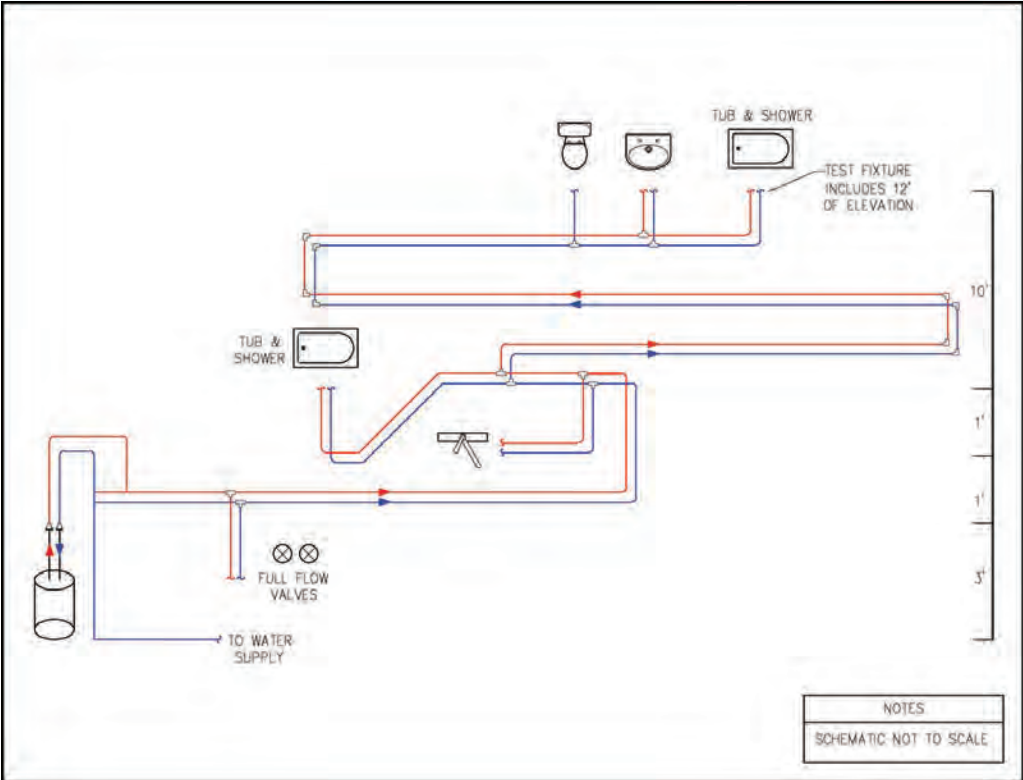 TUB & SHOWER
TEST FIXTURE
INCLUDES 12'
OF ELEVATION
10'
TUB &
SHOWER
1'
1'
FULL FLOW
VALVES
3'
TO WATER
SUPPLY
NOTES
SCHEMATIC NOT TO SCALE